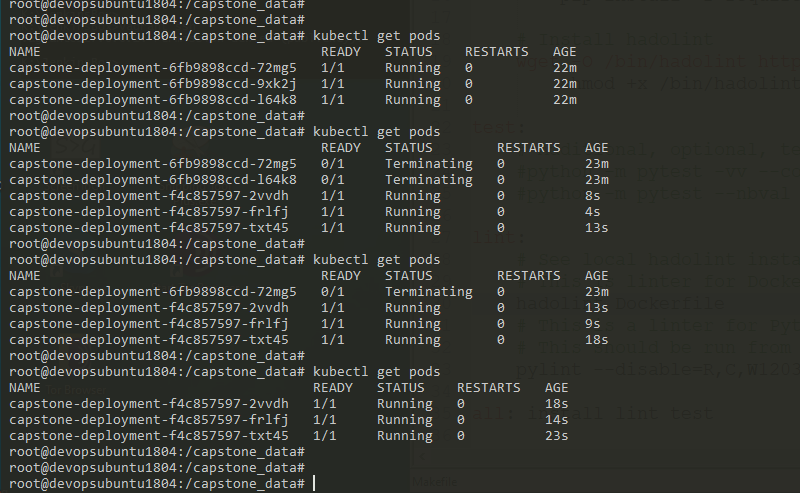 root@devopsubuntu1804:/capstone_data#
root@devopsubuntu1804:/capstone_data#
root@devopsubuntu1804:/capstone_data# kubectl get pods
NAME READY STATUS RESTARTS AGE
capstone-deployment-6fb9898ccd-72mg5 1/1 Running 0 22m
capstone-deployment-6fb9898ccd-9xk2j 1/1 Running 0 22m
capstone-deployment-6fb9898ccd-l64k8 1/1 Running 0 22m
root@devopsubuntu1804:/capstone_data#
root@devopsubuntu1804:/capstone_data# kubectl get pods
NAME READY STATUS RESTARTS AGE
capstone-deployment-6fb9898ccd-72mg5 0/1 Terminating 0 23m
capstone-deployment-6fb9898ccd-l64k8 0/1 Terminating 0 23m
capstone-deployment-f4c857597-2vvdh 1/1 Running 0 8s
capstone-deployment-f4c857597-frlfj 1/1 Running 0 4s
capstone-deployment-f4c857597-txt45 1/1 Running 0 13s
root@devopsubuntu1804:/capstone_data#
root@devopsubuntu1804:/capstone_data# kubectl get pods
NAME READY STATUS RESTARTS AGE
capstone-deployment-6fb9898ccd-72mg5 0/1 Terminating 0 23m
capstone-deployment-f4c857597-2vvdh 1/1 Running 0 13s
capstone-deployment-f4c857597-frlfj 1/1 Running 0 9s
capstone-deployment-f4c857597-txt45 1/1 Running 0 18s
root@devopsubuntu1804:/capstone_data#
root@devopsubuntu1804:/capstone_data# kubectl get pods
NAME READY STATUS RESTARTS AGE
capstone-deployment-f4c857597-2vvdh 1/1 Running 0 18s
capstone-deployment-f4c857597-frlfj 1/1 Running 0 14s
capstone-deployment-f4c857597-txt45 1/1 Running 0 23s
root@devopsubuntu1804:/capstone_data#
root@devopsubuntu1804:/capstone_data#
root@devopsubuntu1804:/capstone_data#